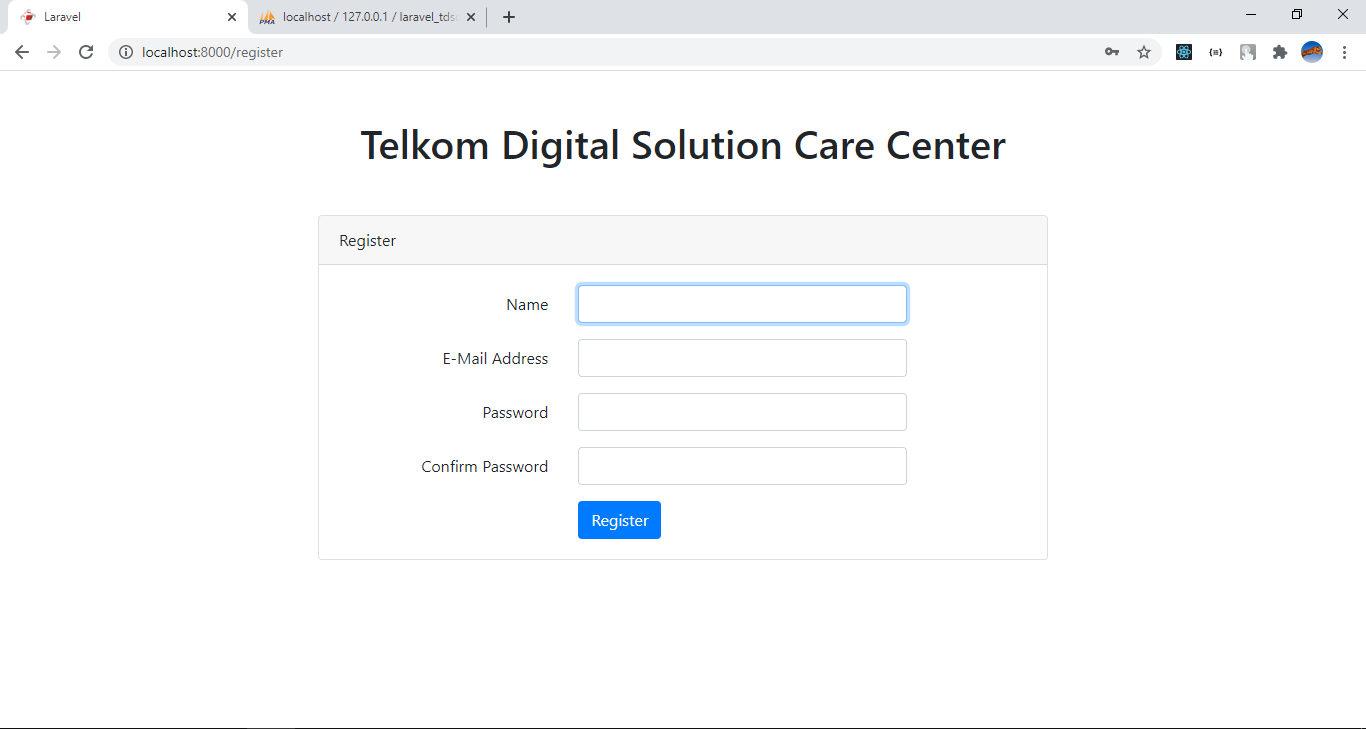 Laravel
localhost / 127.0.0.1 / laravel_tds
localhost:8000/register
Telkom Digital Solution Care Center
Register
Name
E-Mail Address
Password
Confirm Password
Register